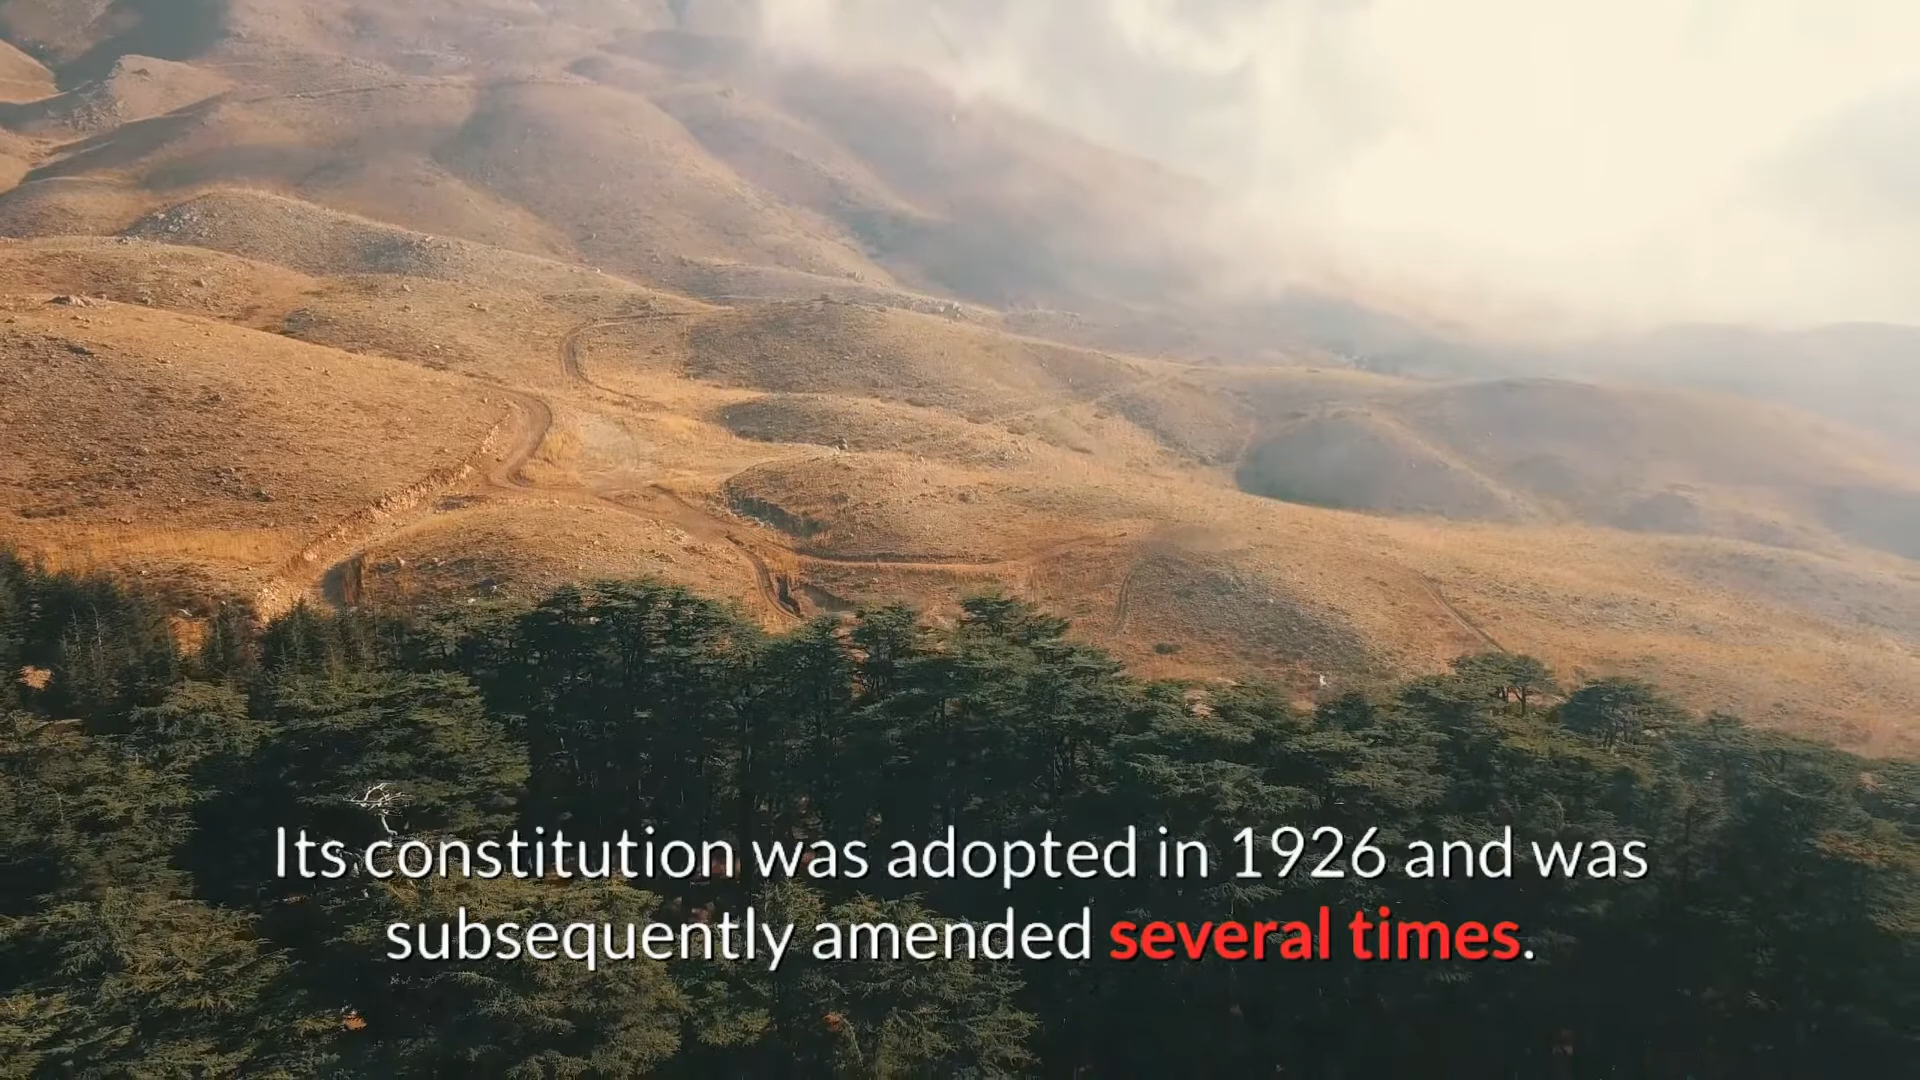 Its constitution was adopted in 1926 and was
subsequently amended several times.